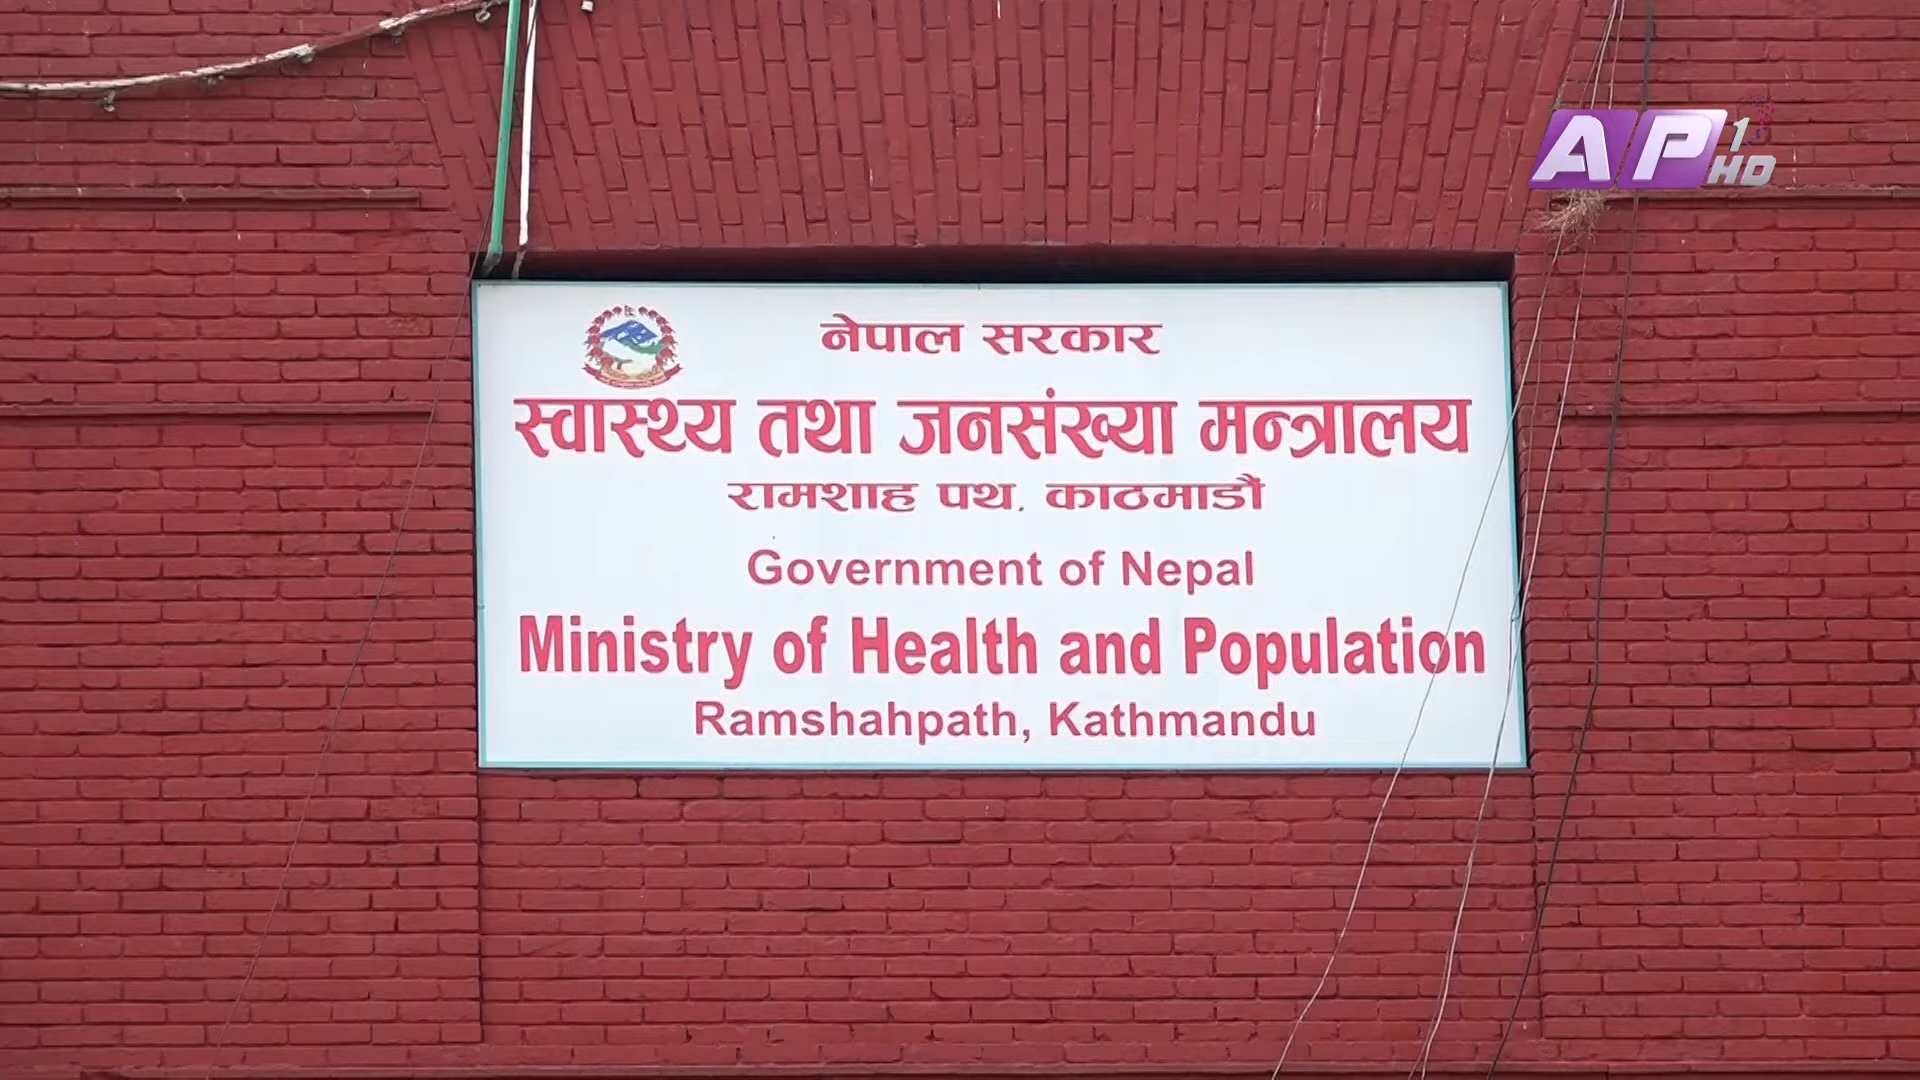 AP1 HD
नेपाल सरकार
स्वास्थ्य तथा जनसंख्या मन्त्रालय
रामशाह पथ, काठमाडौं
Government of Nepal
Ministry of Health and Population
Ramshahpath, Kathmandu